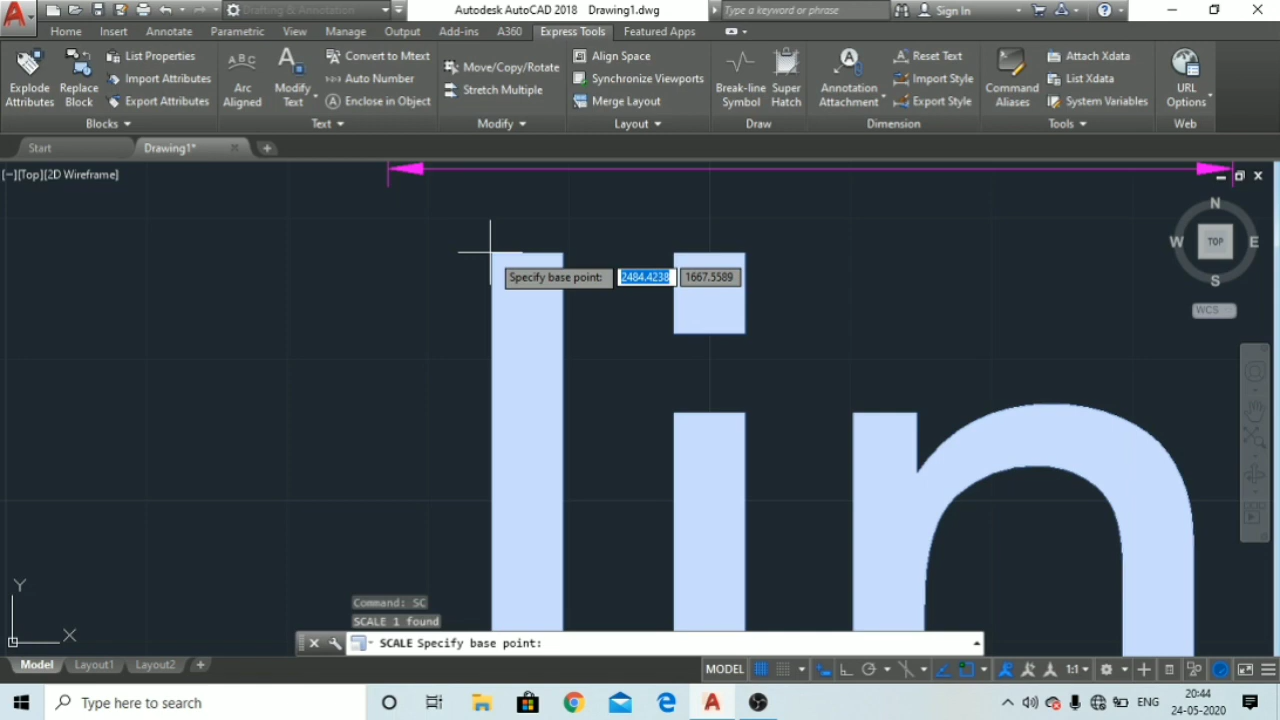 Drafting & Annotation
Autodesk AutoCAD 2018 Drawing1.dwg
Type a keyword or phrase
Sign In
Home Insert Annotate Parametric View Manage Output Add-ins A360 Express Tools Featured Apps
Explode Attributes
Replace Block
List Properties
Import Attributes
Export Attributes
Arc Aligned
Modify Text
Convert to Mtext
Auto Number
Enclose in Object
Move/Copy/Rotate
Stretch Multiple
Align Space
Synchronize Viewports
Merge Layout
Break-line Symbol
Super Hatch
Annotation Attachment
Reset Text
Import Style
Export Style
Command Aliases
Attach Xdata
List Xdata
System Variables
URL Options
Blocks Text Modify Layout Draw Dimension Tools Web
Start Drawing1*
[−][Top][2D Wireframe]
N
W TOP E
S
WCS
Specify base point: 2484.4238 1667.5589
lin
Y
X
Command: SC
SCALE 1 found
SCALE Specify base point:
Model Layout1 Layout2
MODEL 1:1
Type here to search
ENG
20:44
24-05-2020